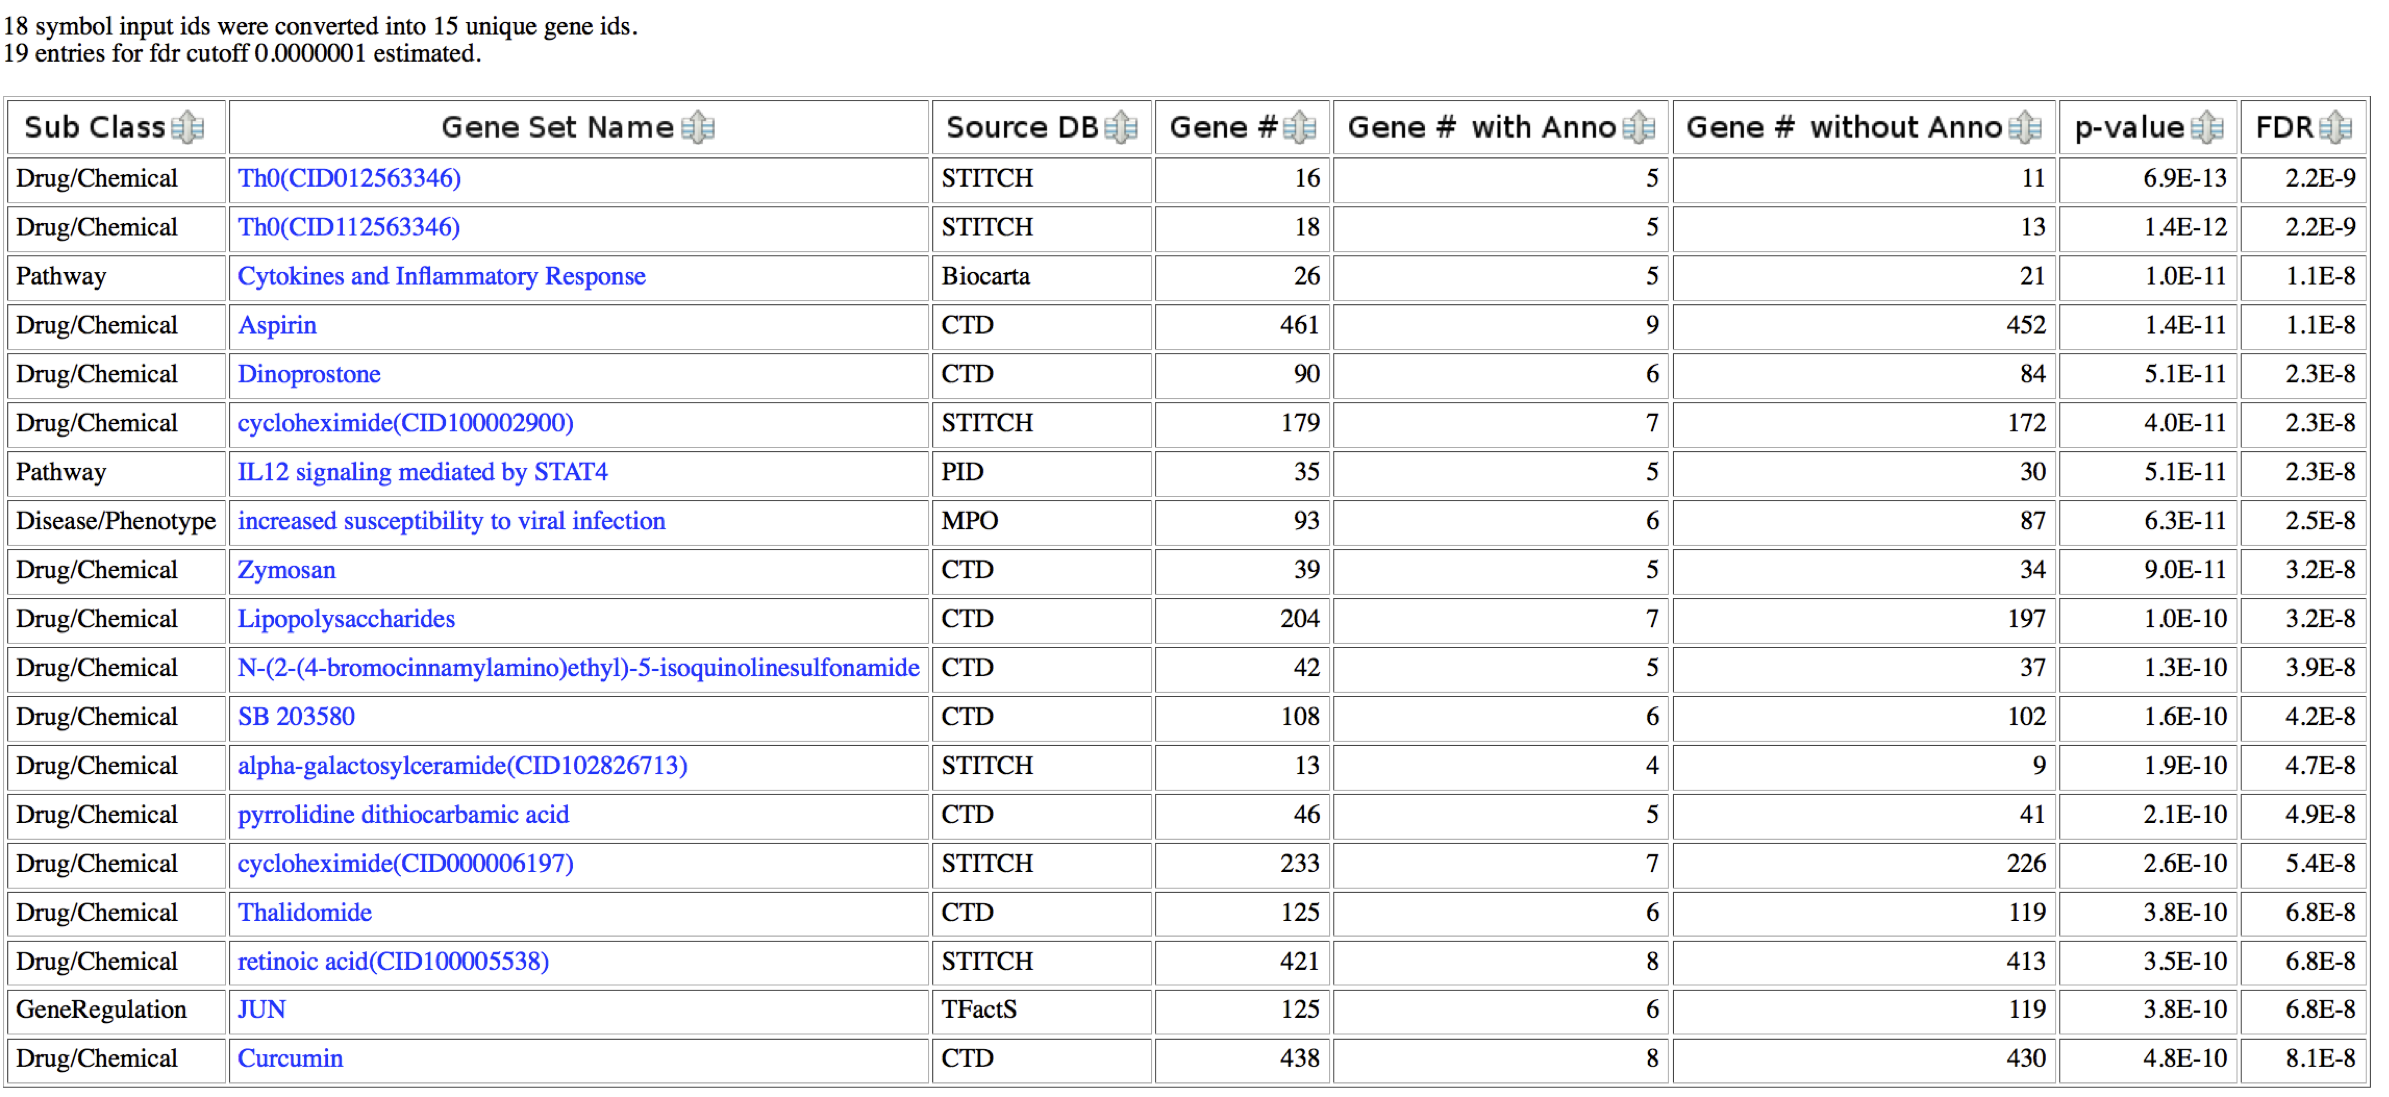 18 symbol input ids were converted into 15 unique gene ids.
19 entries for fdr cutoff 0.0000001 estimated.
Sub Class Gene Set Name Source DB Gene # Gene # with Anno Gene # without Anno p-value FDR
Drug/Chemical Th0(CID012563346) STITCH 16 5 11 6.9E-13 2.2E-9
Drug/Chemical Th0(CID112563346) STITCH 18 5 13 1.4E-12 2.2E-9
Pathway Cytokines and Inflammatory Response Biocarta 26 5 21 1.0E-11 1.1E-8
Drug/Chemical Aspirin CTD 461 9 452 1.4E-11 1.1E-8
Drug/Chemical Dinoprostone CTD 90 6 84 5.1E-11 2.3E-8
Drug/Chemical cycloheximide(CID100002900) STITCH 179 7 172 4.0E-11 2.3E-8
Pathway IL12 signaling mediated by STAT4 PID 35 5 30 5.1E-11 2.3E-8
Disease/Phenotype increased susceptibility to viral infection MPO 93 6 87 6.3E-11 2.5E-8
Drug/Chemical Zymosan CTD 39 5 34 9.0E-11 3.2E-8
Drug/Chemical Lipopolysaccharides CTD 204 7 197 1.0E-10 3.2E-8
Drug/Chemical N-(2-(4-bromocinnamylamino)ethyl)-5-isoquinolinesulfonamide CTD 42 5 37 1.3E-10 3.9E-8
Drug/Chemical SB 203580 CTD 108 6 102 1.6E-10 4.2E-8
Drug/Chemical alpha-galactosylceramide(CID102826713) STITCH 13 4 9 1.9E-10 4.7E-8
Drug/Chemical pyrrolidine dithiocarbamic acid CTD 46 5 41 2.1E-10 4.9E-8
Drug/Chemical cycloheximide(CID000006197) STITCH 233 7 226 2.6E-10 5.4E-8
Drug/Chemical Thalidomide CTD 125 6 119 3.8E-10 6.8E-8
Drug/Chemical retinoic acid(CID100005538) STITCH 421 8 413 3.5E-10 6.8E-8
GeneRegulation JUN TFactS 125 6 119 3.8E-10 6.8E-8
Drug/Chemical Curcumin CTD 438 8 430 4.8E-10 8.1E-8